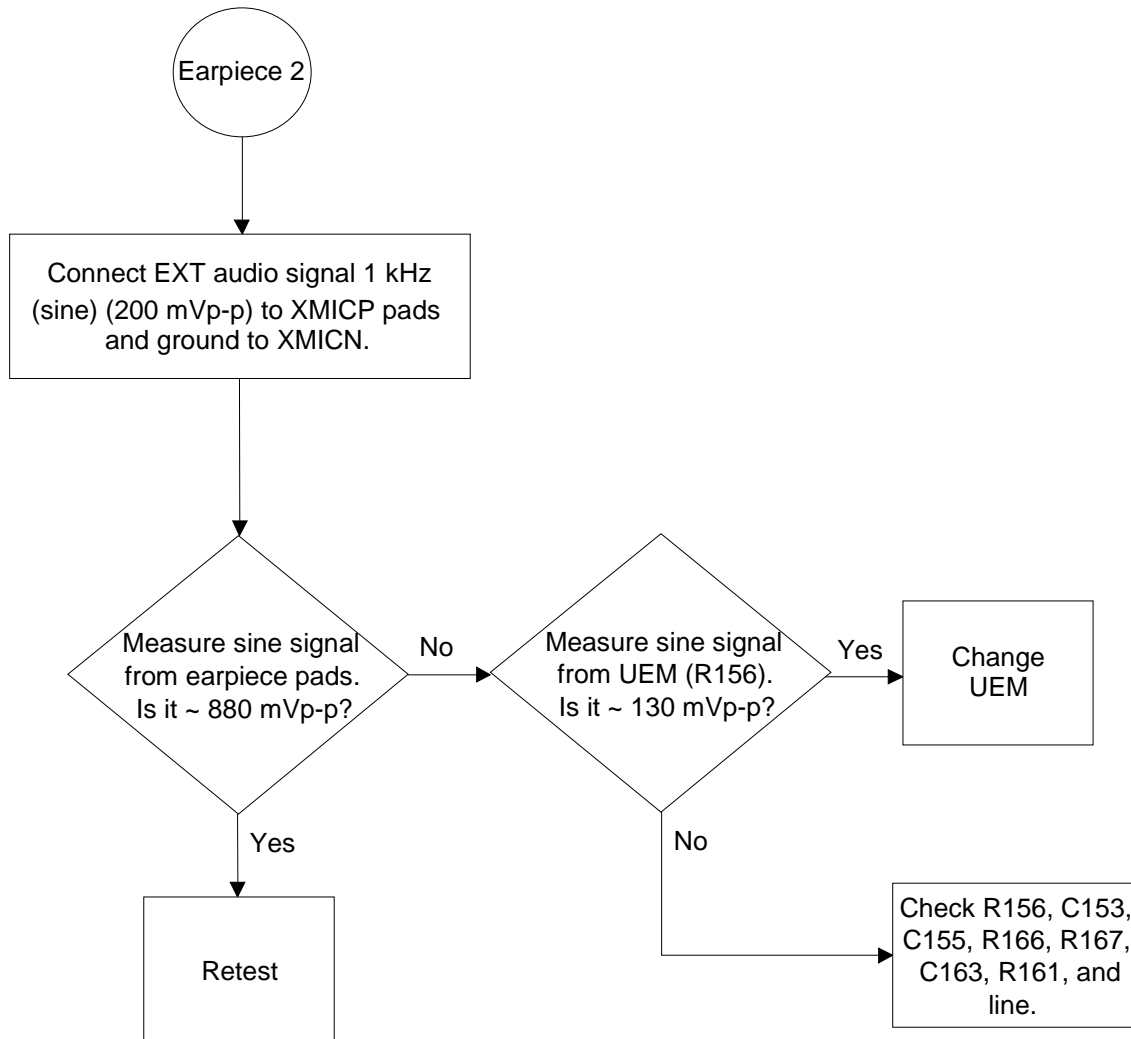 Earpiece 2
Connect EXT audio signal 1 kHz
(sine) (200 mVp-p) to XMICP pads
and ground to XMICN.
Measure sine signal
from earpiece pads.
Is it ~ 880 mVp-p?
No
Measure sine signal
from UEM (R156).
Is it ~ 130 mVp-p?
Yes
Change
UEM
Yes
No
Retest
Check R156, C153,
C155, R166, R167,
C163, R161, and
line.